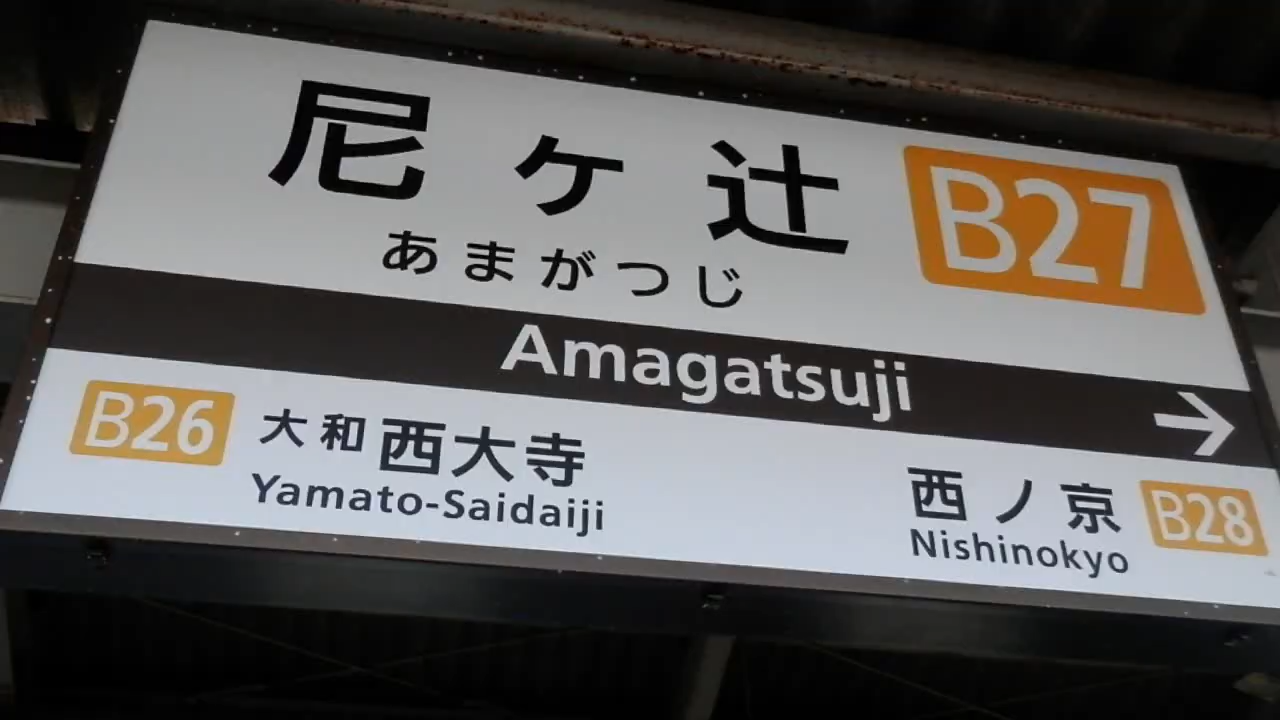 尼ヶ辻 B27
あまがつじ
Amagatsuji →
B26 大和西大寺
Yamato-Saidaiji
西ノ京 B28
Nishinokyo